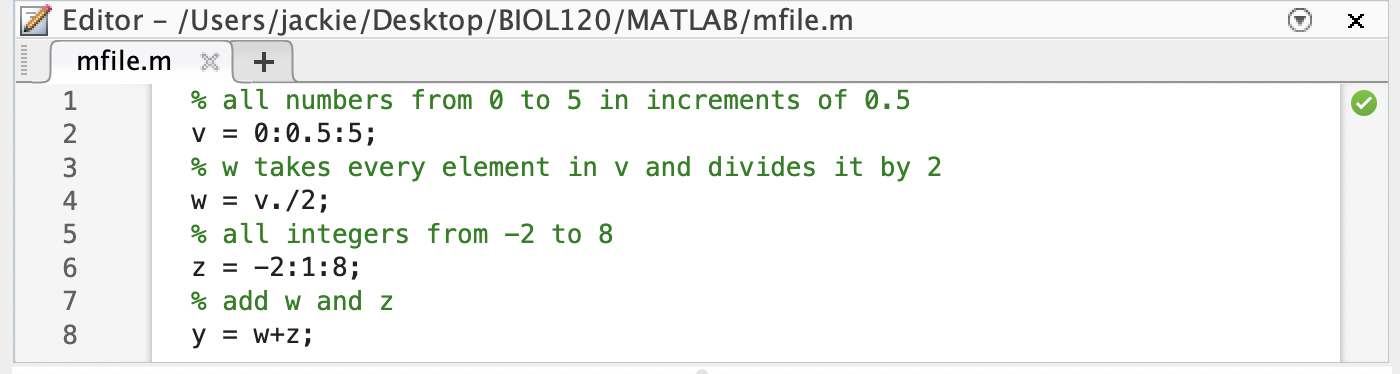 Editor – /Users/jackie/Desktop/BIOL120/MATLAB/mfile.m
mfile.m
1 % all numbers from 0 to 5 in increments of 0.5
2 v = 0:0.5:5;
3 % w takes every element in v and divides it by 2
4 w = v./2;
5 % all integers from −2 to 8
6 z = −2:1:8;
7 % add w and z
8 y = w+z;